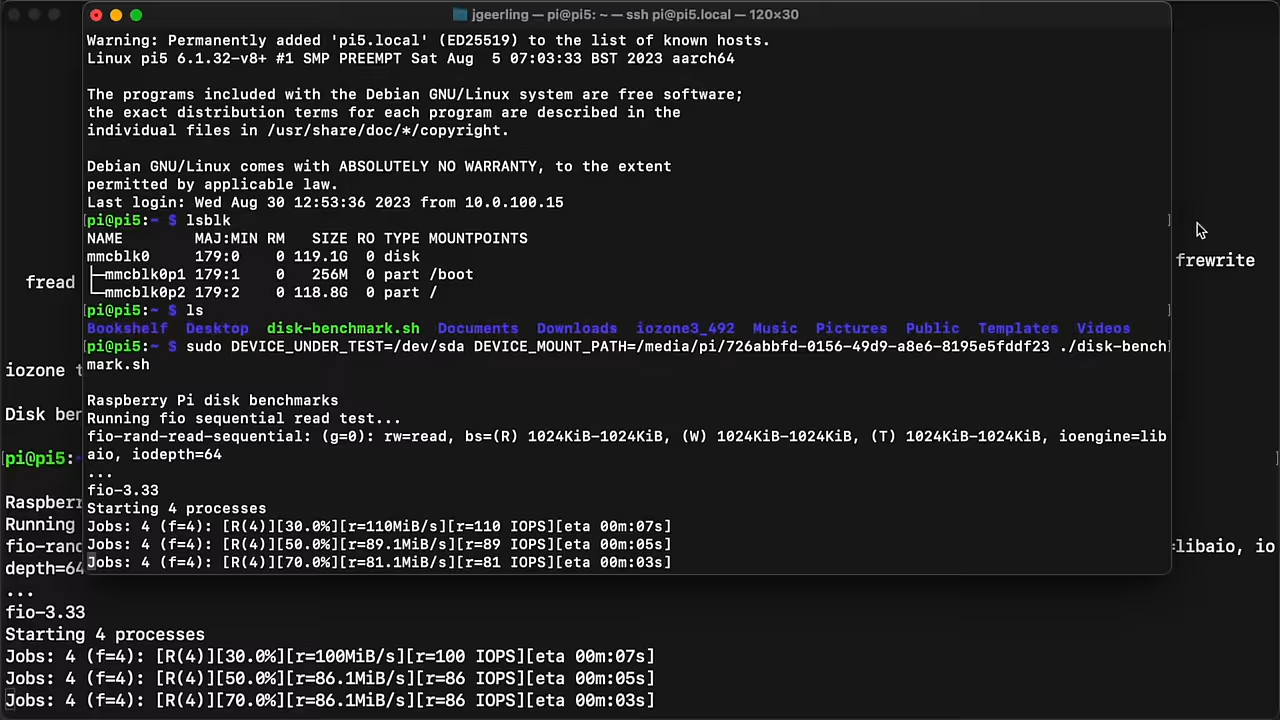 jgeerling — pi@pi5: ~ — ssh pi@pi5.local — 120×30
Warning: Permanently added 'pi5.local' (ED25519) to the list of known hosts.
Linux pi5 6.1.32-v8+ #1 SMP PREEMPT Sat Aug  5 07:03:33 BST 2023 aarch64
The programs included with the Debian GNU/Linux system are free software;
the exact distribution terms for each program are described in the
individual files in /usr/share/doc/*/copyright.
Debian GNU/Linux comes with ABSOLUTELY NO WARRANTY, to the extent
permitted by applicable law.
Last login: Wed Aug 30 12:53:36 2023 from 10.0.100.15
[pi@pi5:~ $ lsblk ]
NAME        MAJ:MIN RM   SIZE RO TYPE MOUNTPOINTS
mmcblk0     179:0    0 119.1G  0 disk
├─mmcblk0p1 179:1    0   256M  0 part /boot
└─mmcblk0p2 179:2    0 118.8G  0 part /
[pi@pi5:~ $ ls ]
Bookshelf  Desktop  disk-benchmark.sh  Documents  Downloads  iozone3_492  Music  Pictures  Public  Templates  Videos
[pi@pi5:~ $ sudo DEVICE_UNDER_TEST=/dev/sda DEVICE_MOUNT_PATH=/media/pi/726abbfd-0156-49d9-a8e6-8195e5fddf23 ./disk-bench]
mark.sh
Raspberry Pi disk benchmarks
Running fio sequential read test...
fio-rand-read-sequential: (g=0): rw=read, bs=(R) 1024KiB-1024KiB, (W) 1024KiB-1024KiB, (T) 1024KiB-1024KiB, ioengine=lib
aio, iodepth=64
...
fio-3.33
Starting 4 processes
Jobs: 4 (f=4): [R(4)][30.0%][r=110MiB/s][r=110 IOPS][eta 00m:07s]
Jobs: 4 (f=4): [R(4)][50.0%][r=89.1MiB/s][r=89 IOPS][eta 00m:05s]
Jobs: 4 (f=4): [R(4)][70.0%][r=81.1MiB/s][r=81 IOPS][eta 00m:03s]
frewrite
fread
iozone t
Disk ben
[pi@pi5:~ ]
Raspberr
Running
fio-rand =libaio, io
depth=64
...
fio-3.33
Starting 4 processes
Jobs: 4 (f=4): [R(4)][30.0%][r=100MiB/s][r=100 IOPS][eta 00m:07s]
Jobs: 4 (f=4): [R(4)][50.0%][r=86.1MiB/s][r=86 IOPS][eta 00m:05s]
Jobs: 4 (f=4): [R(4)][70.0%][r=86.1MiB/s][r=86 IOPS][eta 00m:03s]